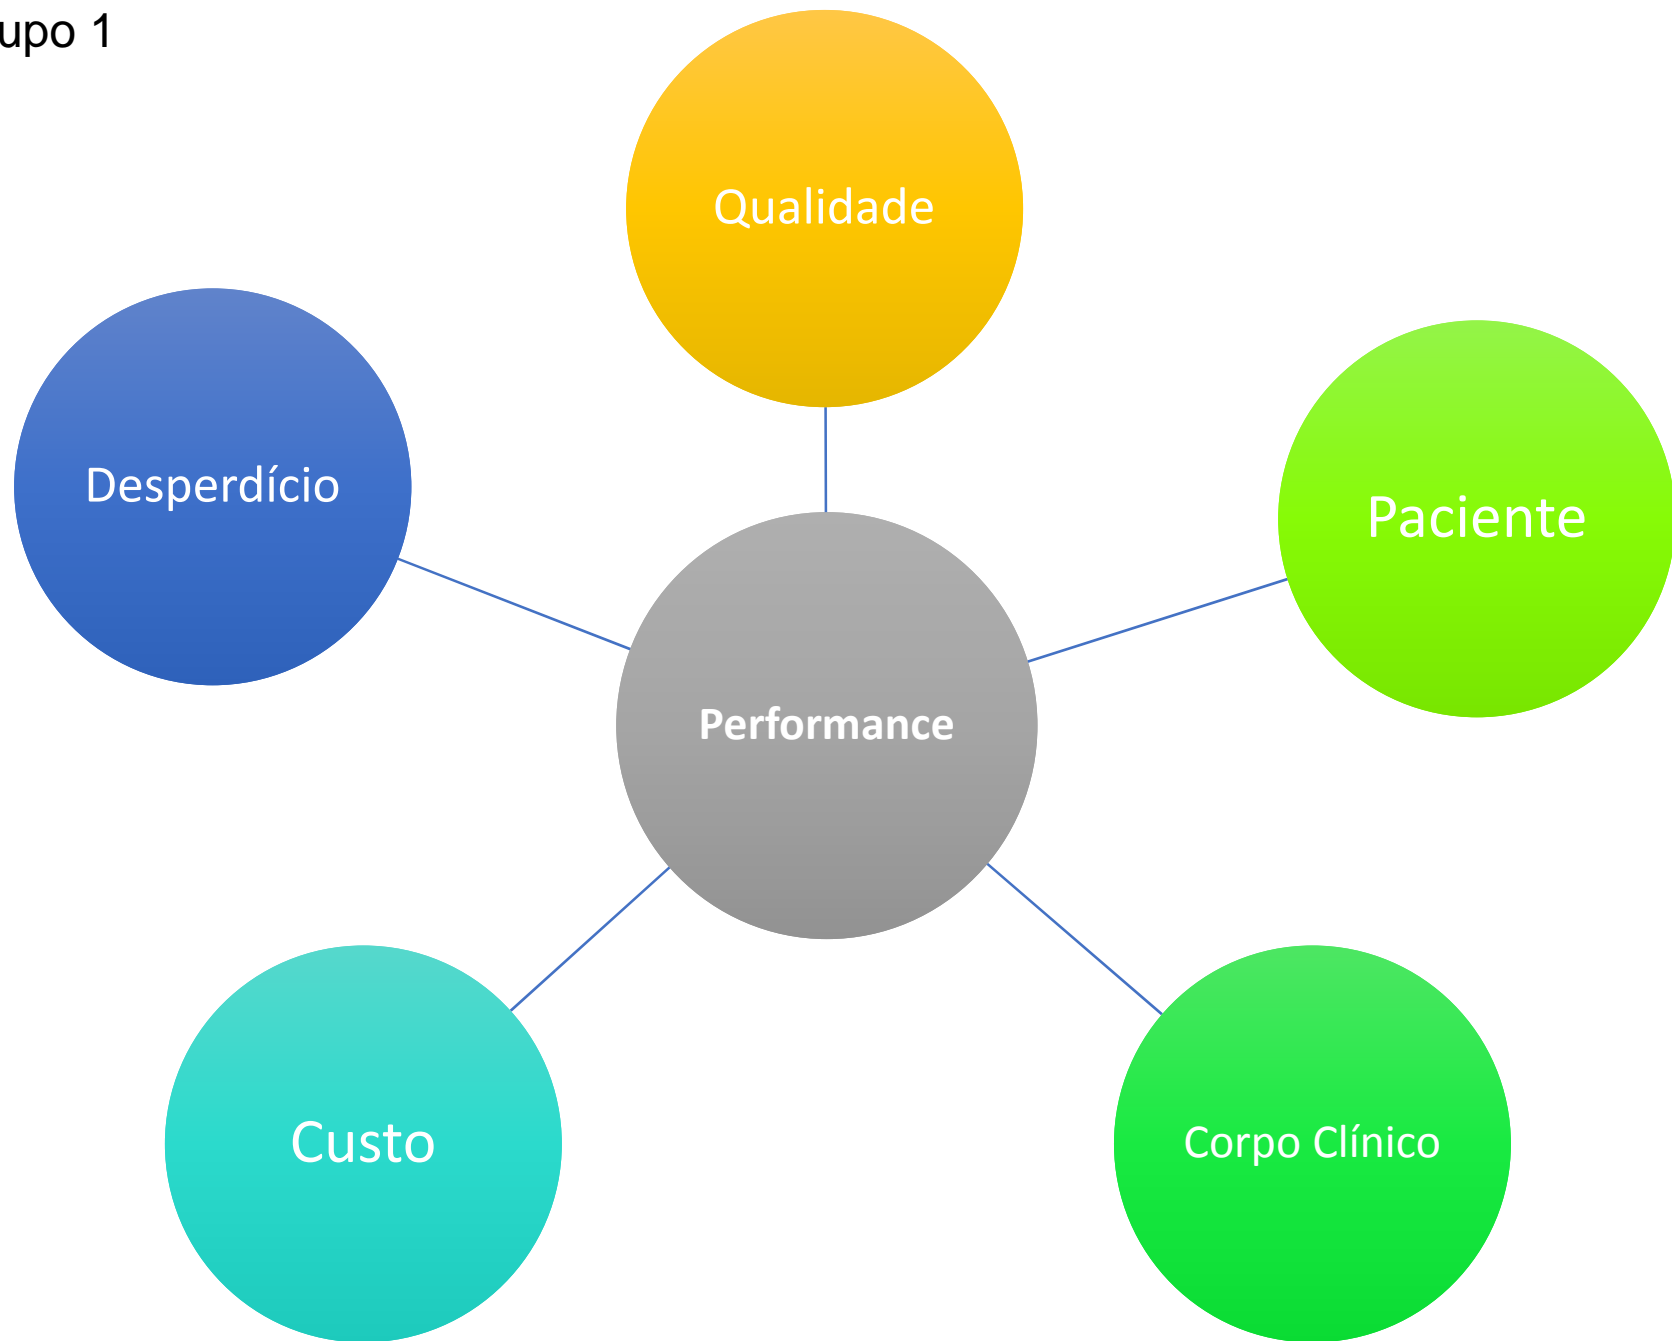 upo 1
Qualidade
Desperdício
Paciente
Performance
Custo
Corpo Clínico